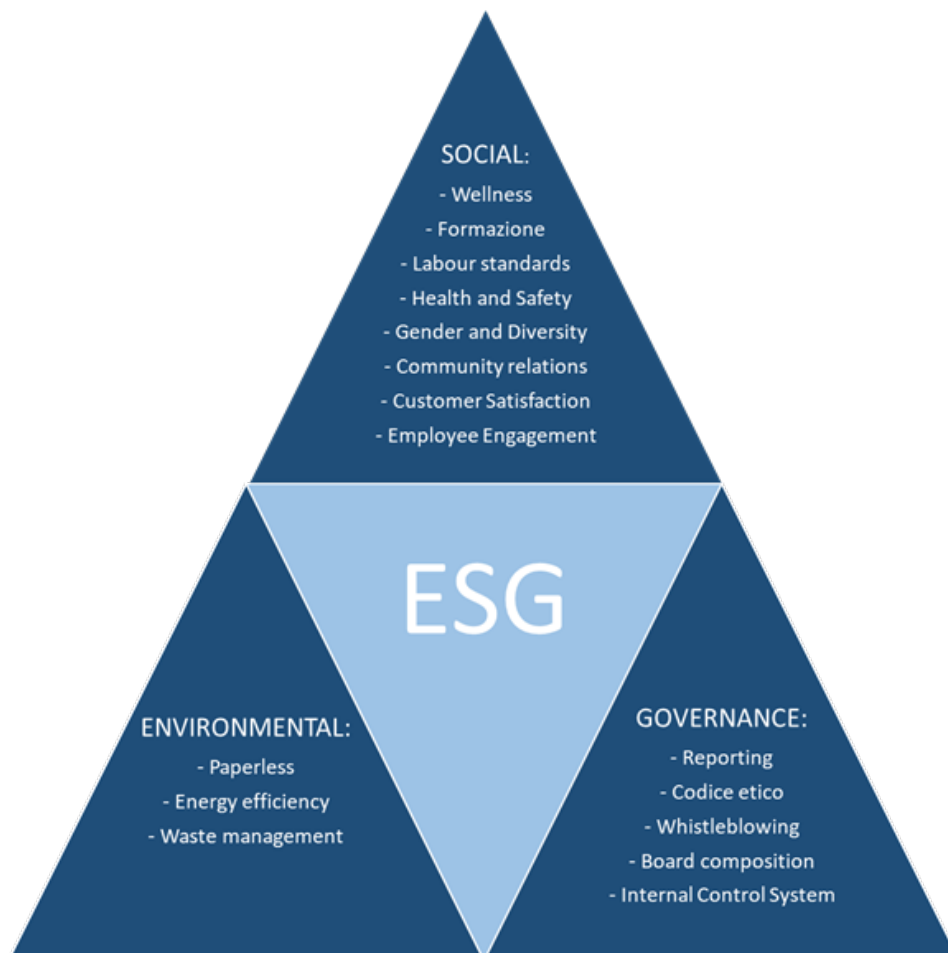 SOCIAL:
- Wellness
- Formazione
- Labour standards
- Health and Safety
- Gender and Diversity
- Community relations
- Customer Satisfaction
- Employee Engagement
ESG
ENVIRONMENTAL:
- Paperless
- Energy efficiency
- Waste management
GOVERNANCE:
- Reporting
- Codice etico
- Whistleblowing
- Board composition
- Internal Control System